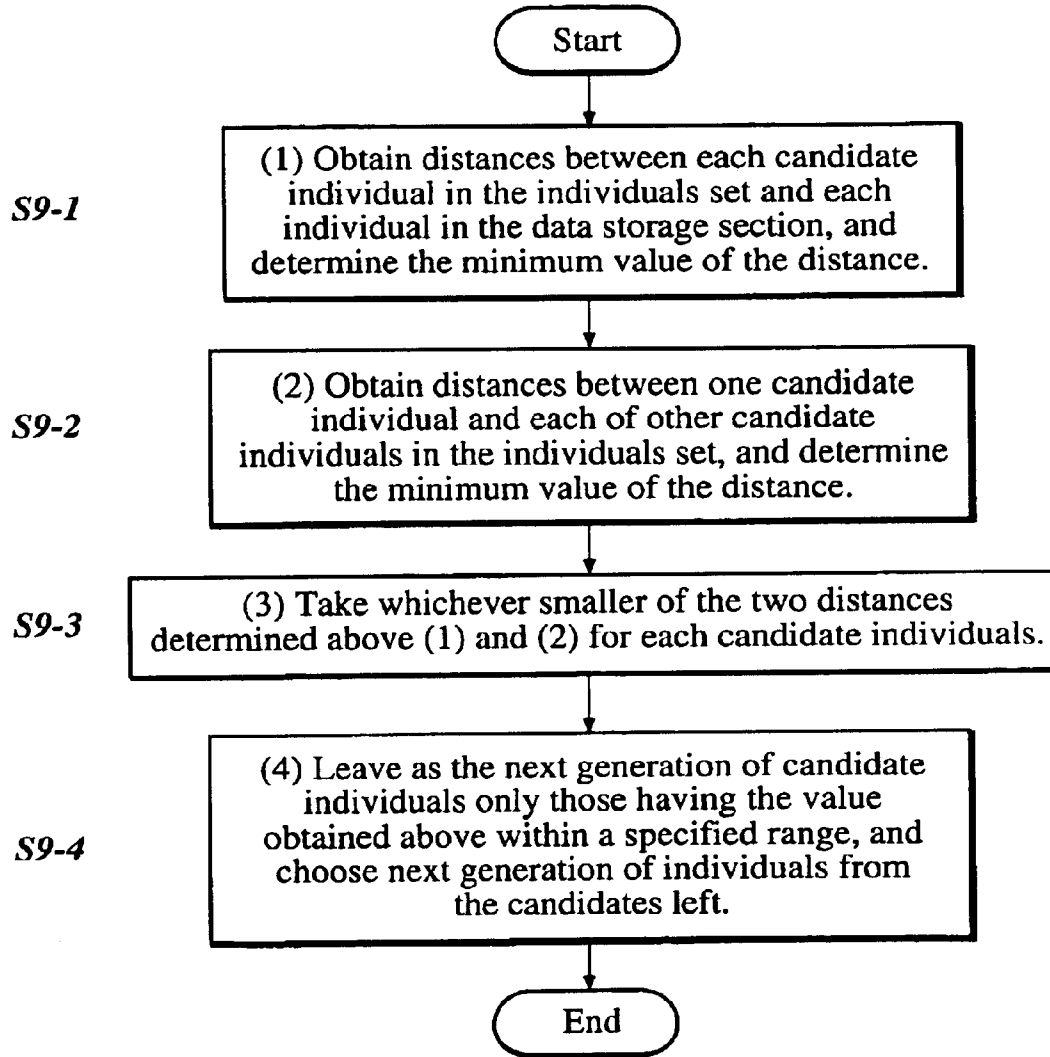 Start
S9-1
(1) Obtain distances between each candidate
individual in the individuals set and each
individual in the data storage section, and
determine the minimum value of the distance.
S9-2
(2) Obtain distances between one candidate
individual and each of other candidate
individuals in the individuals set, and determine
the minimum value of the distance.
S9-3
(3) Take whichever smaller of the two distances
determined above (1) and (2) for each candidate individuals.
S9-4
(4) Leave as the next generation of candidate
individuals only those having the value
obtained above within a specified range, and
choose next generation of individuals from
the candidates left.
End